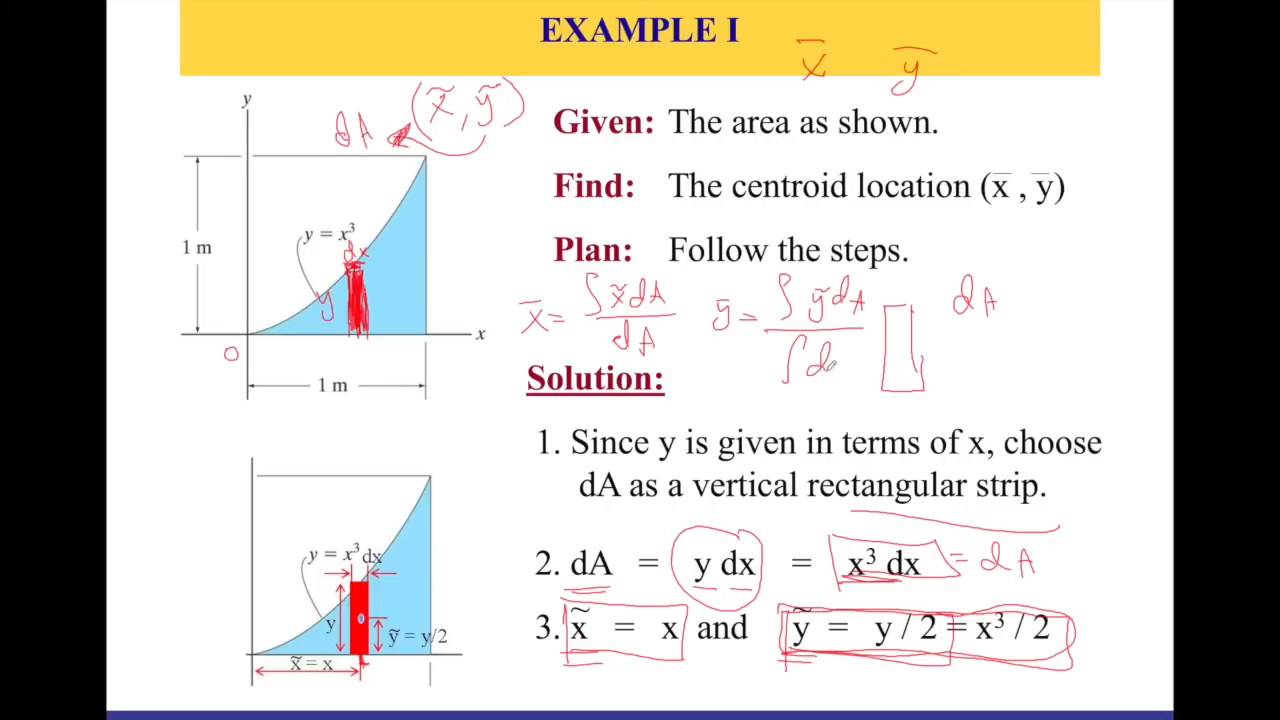 EXAMPLE I
x̄ ȳ
y
dA (x̃, ỹ)
Given: The area as shown.
Find: The centroid location (x̄ , ȳ)
Plan: Follow the steps.
y = x³
dx
1 m
y
x
0
1 m
x̄ = ∫ x̃ dA / dA ȳ = ∫ ỹ dA / ∫ d dA
Solution:
1. Since y is given in terms of x, choose
dA as a vertical rectangular strip.
2. dA = y dx = x³ dx = dA
3. x̃ = x and ỹ = y / 2 = x³ / 2
y = x³ dx
y
ỹ = y/2
x̃ = x